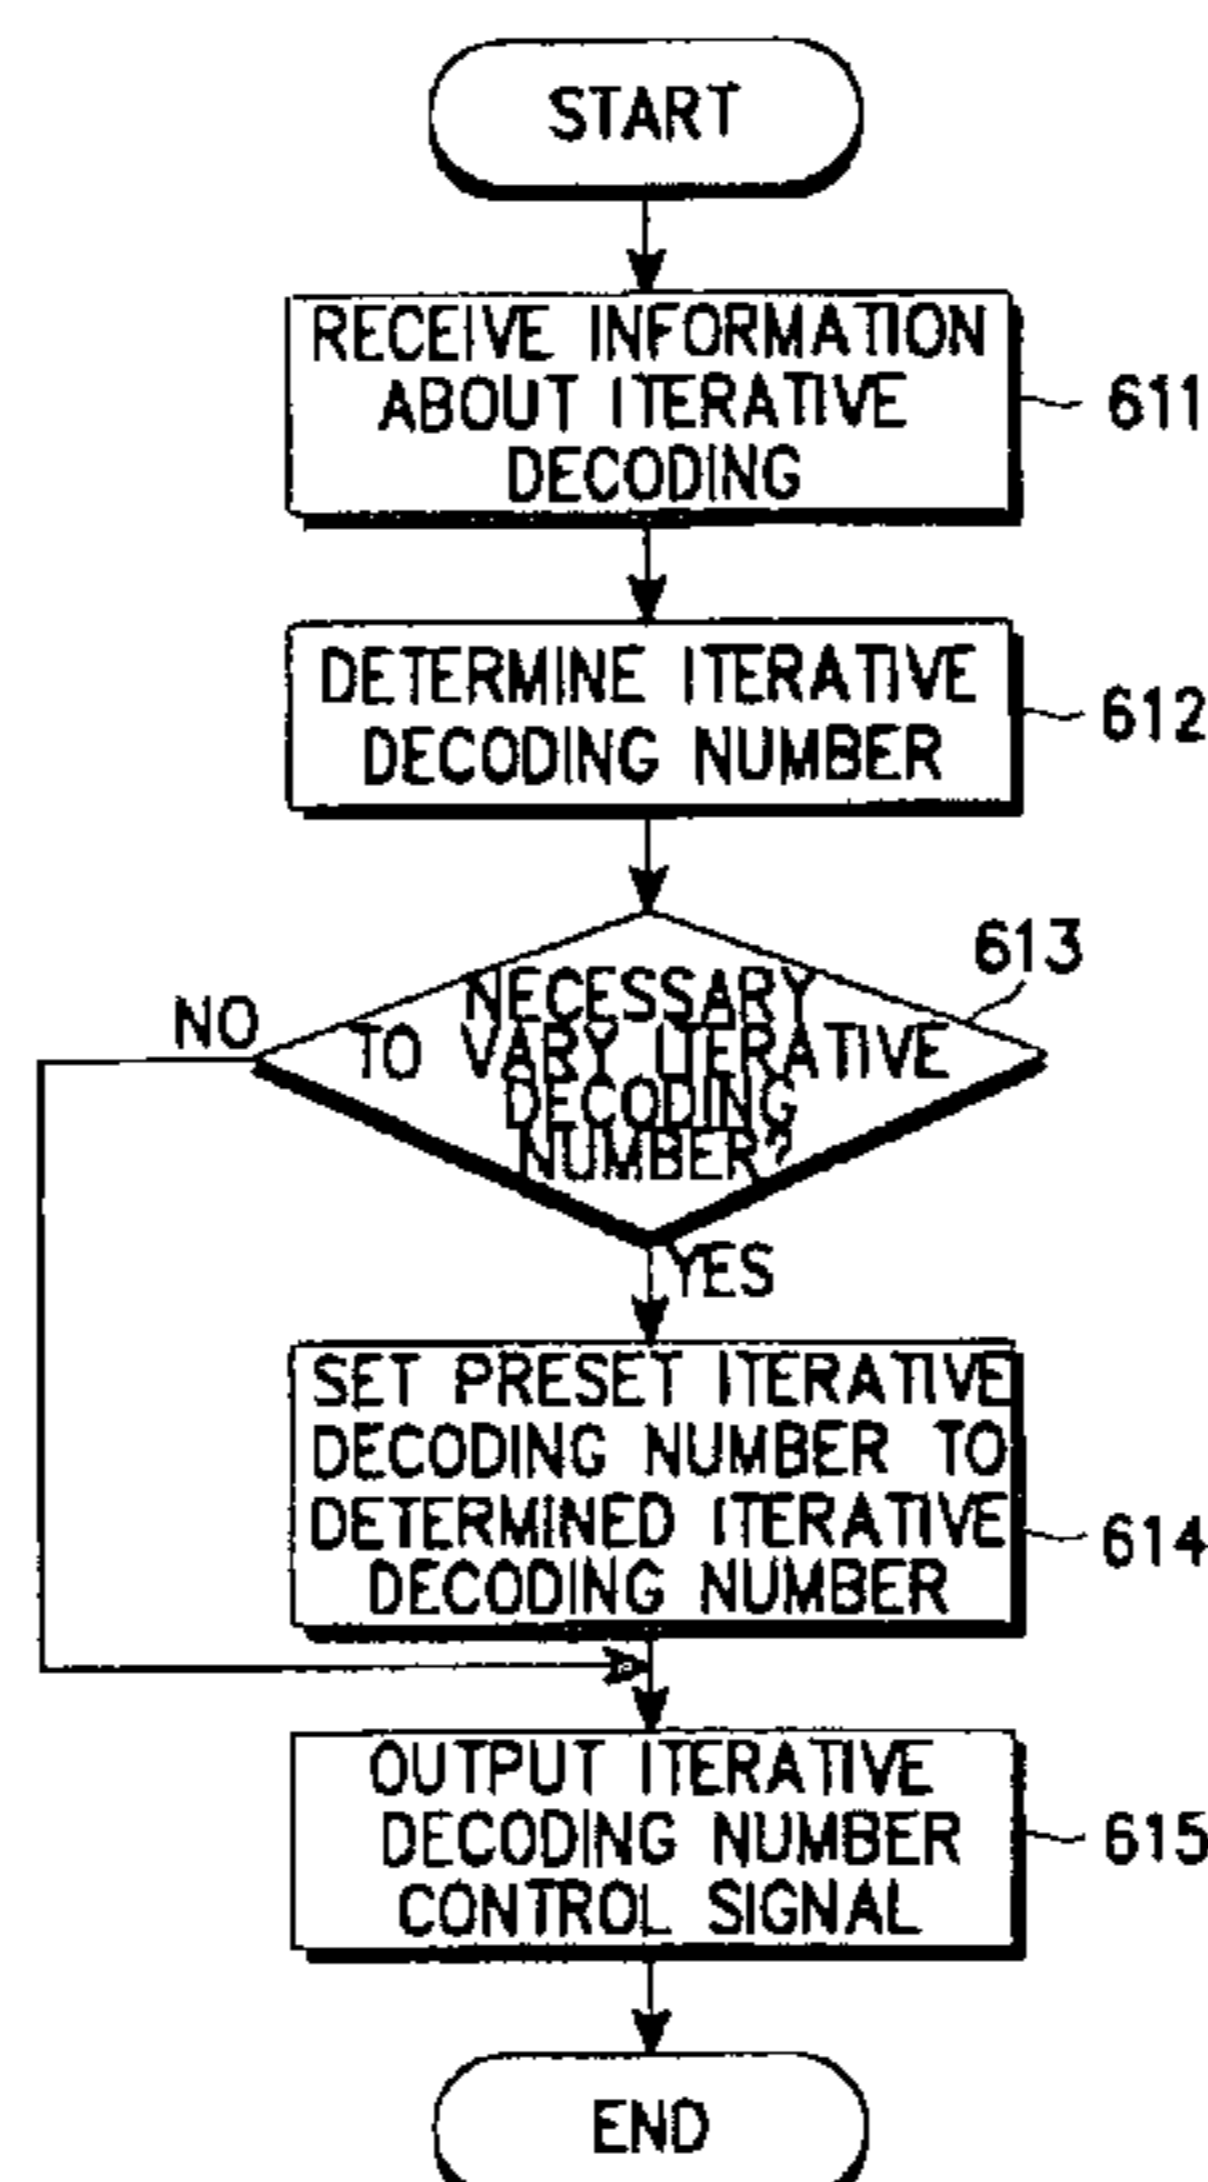 START
RECEIVE INFORMATION
ABOUT ITERATIVE
DECODING
611
DETERMINE ITERATIVE
DECODING NUMBER
612
613
NO
NECESSARY
TO VARY ITERATIVE
DECODING
NUMBER?
YES
SET PRESET ITERATIVE
DECODING NUMBER TO
DETERMINED ITERATIVE
DECODING NUMBER
614
OUTPUT ITERATIVE
DECODING NUMBER
CONTROL SIGNAL
615
END